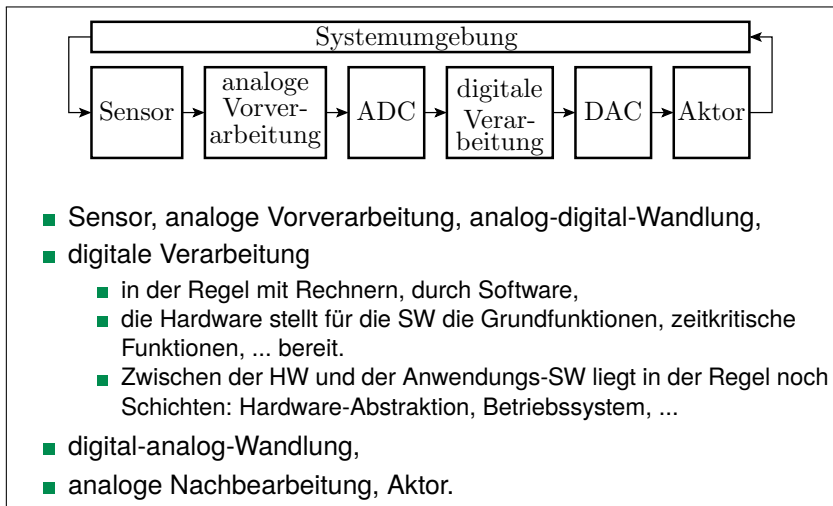 Systemumgebung
Sensor
analoge
Vorver-
arbeitung
ADC
digitale
Verar-
beitung
DAC
Aktor
Sensor, analoge Vorverarbeitung, analog-digital-Wandlung,
digitale Verarbeitung
in der Regel mit Rechnern, durch Software,
die Hardware stellt für die SW die Grundfunktionen, zeitkritische
Funktionen, ... bereit.
Zwischen der HW und der Anwendungs-SW liegt in der Regel noch
Schichten: Hardware-Abstraktion, Betriebssystem, ...
digital-analog-Wandlung,
analoge Nachbearbeitung, Aktor.